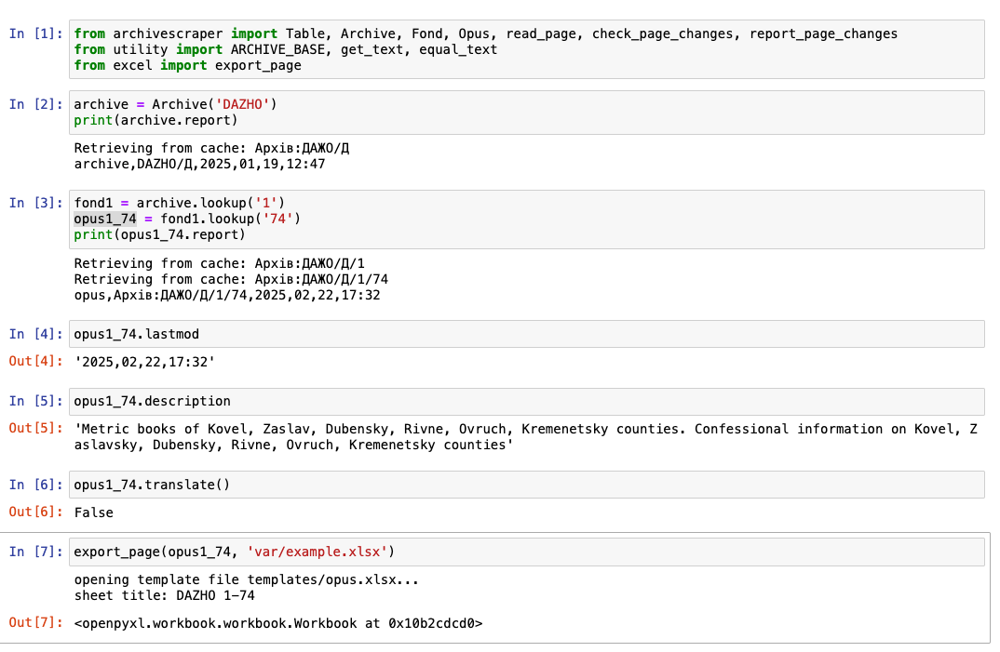 In [1]: from archivescraper import Table, Archive, Fond, Opus, read_page, check_page_changes, report_page_changes
from utility import ARCHIVE_BASE, get_text, equal_text
from excel import export_page
In [2]: archive = Archive('DAZHO')
print(archive.report)
Retrieving from cache: Архів:ДАЖО/Д
archive,DAZHO/Д,2025,01,19,12:47
In [3]: fond1 = archive.lookup('1')
opus1_74 = fond1.lookup('74')
print(opus1_74.report)
Retrieving from cache: Архів:ДАЖО/Д/1
Retrieving from cache: Архів:ДАЖО/Д/1/74
opus,Архів:ДАЖО/Д/1/74,2025,02,22,17:32
In [4]: opus1_74.lastmod
Out[4]: '2025,02,22,17:32'
In [5]: opus1_74.description
Out[5]: 'Metric books of Kovel, Zaslav, Dubensky, Rivne, Ovruch, Kremenetsky counties. Confessional information on Kovel, Z
aslavsky, Dubensky, Rivne, Ovruch, Kremenetsky counties'
In [6]: opus1_74.translate()
Out[6]: False
In [7]: export_page(opus1_74, 'var/example.xlsx')
opening template file templates/opus.xlsx...
sheet title: DAZHO 1-74
Out[7]: <openpyxl.workbook.workbook.Workbook at 0x10b2cdcd0>